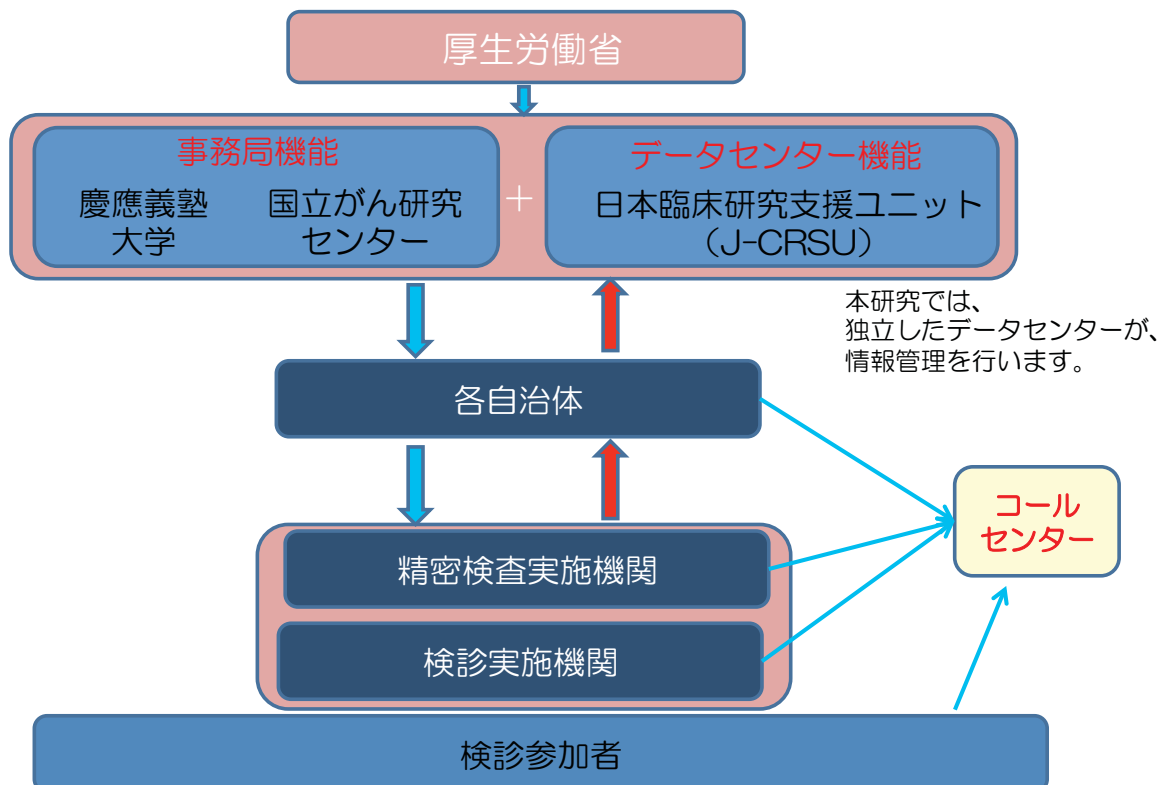 厚生労働省
事務局機能
慶應義塾
大学
国立がん研究
センター
+
データセンター機能
日本臨床研究支援ユニット
(J-CRSU)
本研究では、
独立したデータセンターが、
情報管理を行います。
各自治体
コール
センター
精密検査実施機関
検診実施機関
検診参加者